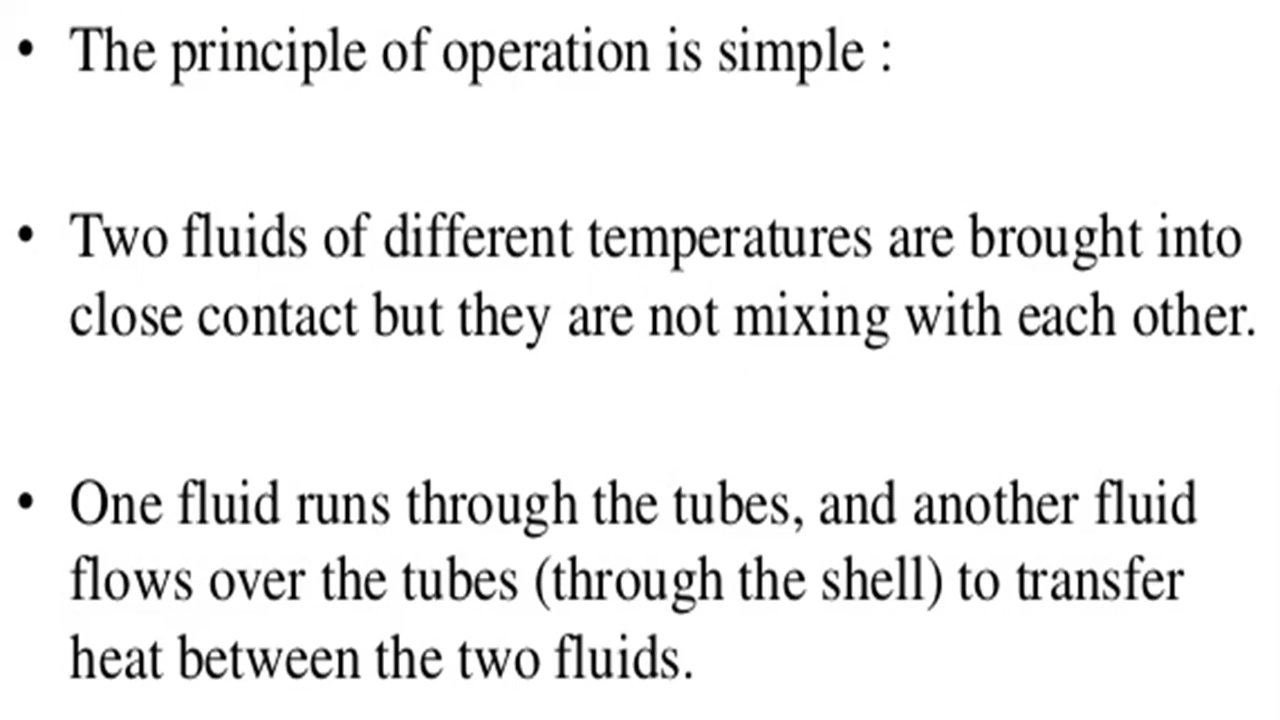 • The principle of operation is simple :
• Two fluids of different temperatures are brought into
close contact but they are not mixing with each other.
• One fluid runs through the tubes, and another fluid
flows over the tubes (through the shell) to transfer
heat between the two fluids.